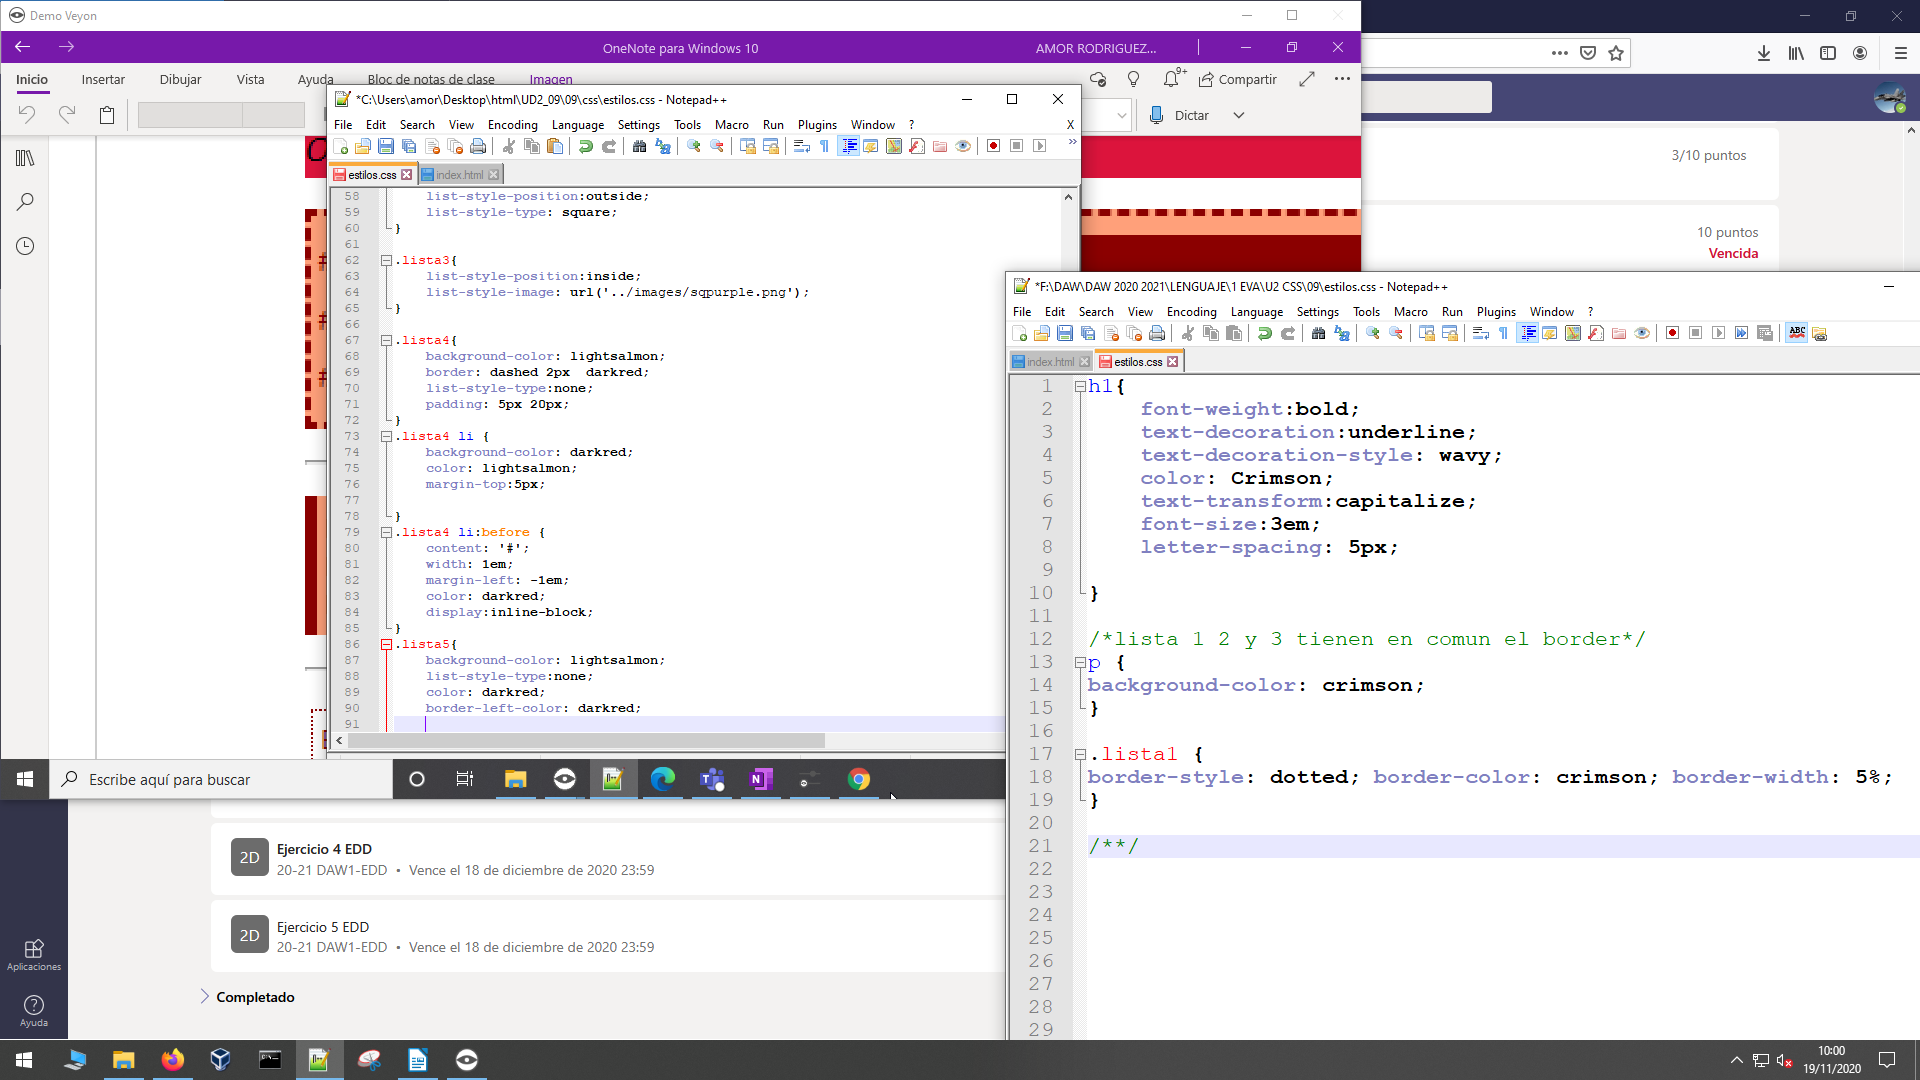 Demo Veyon
OneNote para Windows 10
AMOR RODRIGUEZ...
Inicio
Insertar
Dibujar
Vista
Ayuda
Bloc de notas de clase
Imagen
9+
Compartir
Dictar
*C:\Users\amor\Desktop\html\UD2_09\09\css\estilos.css - Notepad++
File Edit Search View Encoding Language Settings Tools Macro Run Plugins Window ? X
estilos.css
index.html
58 list-style-position:outside;
59 list-style-type: square;
60 }
61
62 .lista3{
63 list-style-position:inside;
64 list-style-image: url('../images/sqpurple.png');
65 }
66
67 .lista4{
68 background-color: lightsalmon;
69 border: dashed 2px  darkred;
70 list-style-type:none;
71 padding: 5px 20px;
72 }
73 .lista4 li {
74 background-color: darkred;
75 color: lightsalmon;
76 margin-top:5px;
77
78 }
79 .lista4 li:before {
80 content: '#';
81 width: 1em;
82 margin-left: -1em;
83 color: darkred;
84 display:inline-block;
85 }
86 .lista5{
87 background-color: lightsalmon;
88 list-style-type:none;
89 color: darkred;
90 border-left-color: darkred;
91
3/10 puntos
10 puntos
Vencida
*F:\DAW\DAW 2020 2021\LENGUAJE\1 EVA\U2 CSS\09\estilos.css - Notepad++
File Edit Search View Encoding Language Settings Tools Macro Run Plugins Window ?
ABC
index.html
estilos.css
1 h1{
2 font-weight:bold;
3 text-decoration:underline;
4 text-decoration-style: wavy;
5 color: Crimson;
6 text-transform:capitalize;
7 font-size:3em;
8 letter-spacing: 5px;
9
10 }
11
12 /*lista 1 2 y 3 tienen en comun el border*/
13 p {
14 background-color: crimson;
15 }
16
17 .lista1 {
18 border-style: dotted; border-color: crimson; border-width: 5%;
19 }
20
21 /**/
22
23
24
25
26
27
28
29
Escribe aquí para buscar
2D
Ejercicio 4 EDD
20-21 DAW1-EDD • Vence el 18 de diciembre de 2020 23:59
2D
Ejercicio 5 EDD
20-21 DAW1-EDD • Vence el 18 de diciembre de 2020 23:59
Completado
Aplicaciones
Ayuda
10:00
19/11/2020